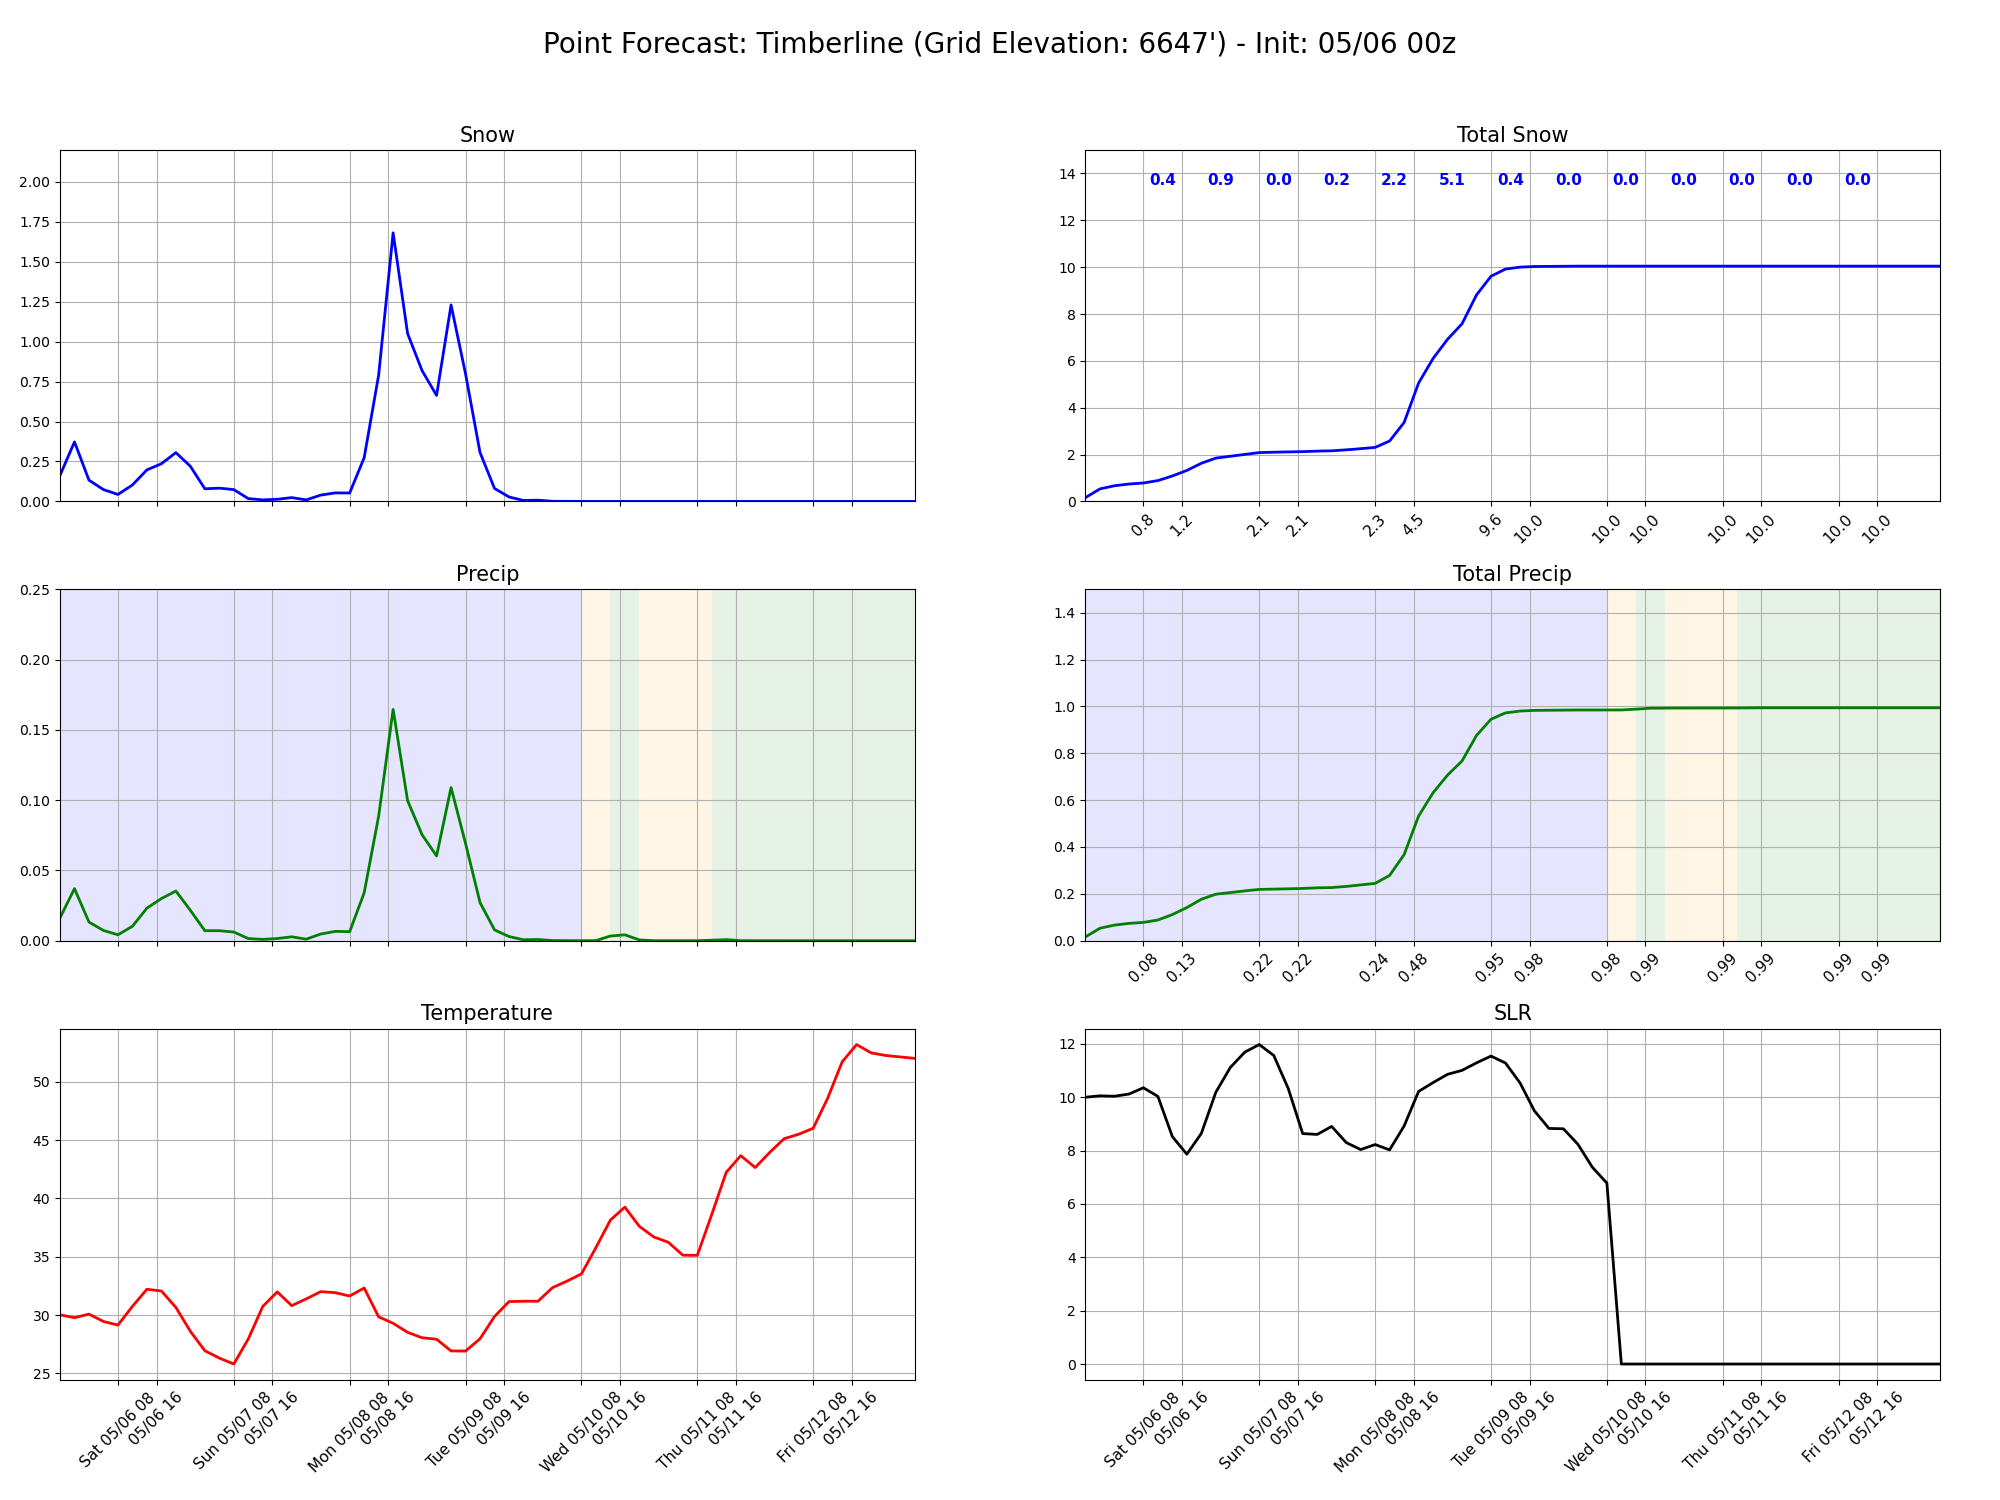 Point Forecast: Timberline (Grid Elevation: 6647') - Init: 05/06 00z
Snow
2.00
1.75
1.50
1.25
1.00
0.75
0.50
0.25
0.00
Total Snow
0.4 0.9 0.0 0.2 2.2 5.1 0.4 0.0 0.0 0.0 0.0 0.0 0.0
14
12
10
8
6
4
2
0
0.8 1.2 2.1 2.1 2.3 4.5 9.6 10.0 10.0 10.0 10.0 10.0 10.0 10.0
Precip
0.25
0.20
0.15
0.10
0.05
0.00
Total Precip
1.4
1.2
1.0
0.8
0.6
0.4
0.2
0.0
0.08 0.13 0.22 0.22 0.24 0.48 0.95 0.98 0.98 0.99 0.99 0.99 0.99 0.99
Temperature
50
45
40
35
30
25
Sat 05/06 08
05/06 16
Sun 05/07 08
05/07 16
Mon 05/08 08
05/08 16
Tue 05/09 08
05/09 16
Wed 05/10 08
05/10 16
Thu 05/11 08
05/11 16
Fri 05/12 08
05/12 16
SLR
12
10
8
6
4
2
0
Sat 05/06 08
05/06 16
Sun 05/07 08
05/07 16
Mon 05/08 08
05/08 16
Tue 05/09 08
05/09 16
Wed 05/10 08
05/10 16
Thu 05/11 08
05/11 16
Fri 05/12 08
05/12 16